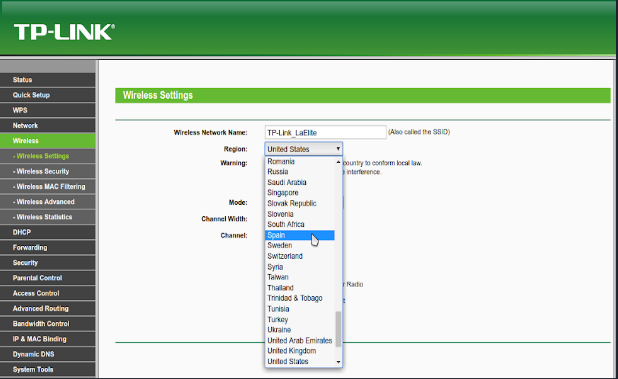 TP-LINK®
Status
Quick Setup
WPS
Network
Wireless
- Wireless Settings
- Wireless Security
- Wireless MAC Filtering
- Wireless Advanced
- Wireless Statistics
DHCP
Forwarding
Security
Parental Control
Access Control
Advanced Routing
Bandwidth Control
IP & MAC Binding
Dynamic DNS
System Tools
Wireless Settings
Wireless Network Name: TP-Link_LaElite (Also called the SSID)
Region: United States
Warning: country to conform local law.
interference.
Mode:
Channel Width:
Channel:
Romania
Russia
Saudi Arabia
Singapore
Slovak Republic
Slovenia
South Africa
Spain
Sweden
Switzerland
Syria
Taiwan
Thailand
Trinidad & Tobago
Tunisia
Turkey
Ukraine
United Arab Emirates
United Kingdom
United States
Radio